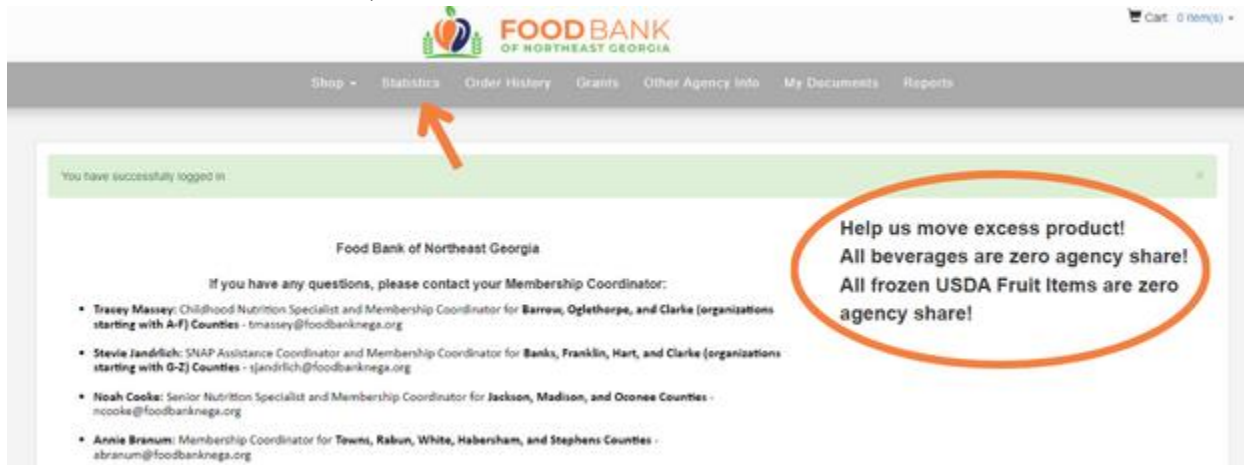 FOOD BANK
OF NORTHEAST GEORGIA
Cart 0 item(s)
Shop Statistics Order History Grants Other Agency Info My Documents Reports
You have successfully logged in
×
Help us move excess product!
All beverages are zero agency share!
All frozen USDA Fruit Items are zero
agency share!
Food Bank of Northeast Georgia
If you have any questions, please contact your Membership Coordinator:
• Tracey Massey: Childhood Nutrition Specialist and Membership Coordinator for Barrow, Oglethorpe, and Clarke (organizations
starting with A-F) Counties - tmassey@foodbanknega.org
• Stevie Jandrlich: SNAP Assistance Coordinator and Membership Coordinator for Banks, Franklin, Hart, and Clarke (organizations
starting with G-Z) Counties - sjandrlich@foodbanknega.org
• Noah Cooke: Senior Nutrition Specialist and Membership Coordinator for Jackson, Madison, and Oconee Counties -
ncooke@foodbanknega.org
• Annie Branum: Membership Coordinator for Towns, Rabun, White, Habersham, and Stephens Counties -
abranum@foodbanknega.org